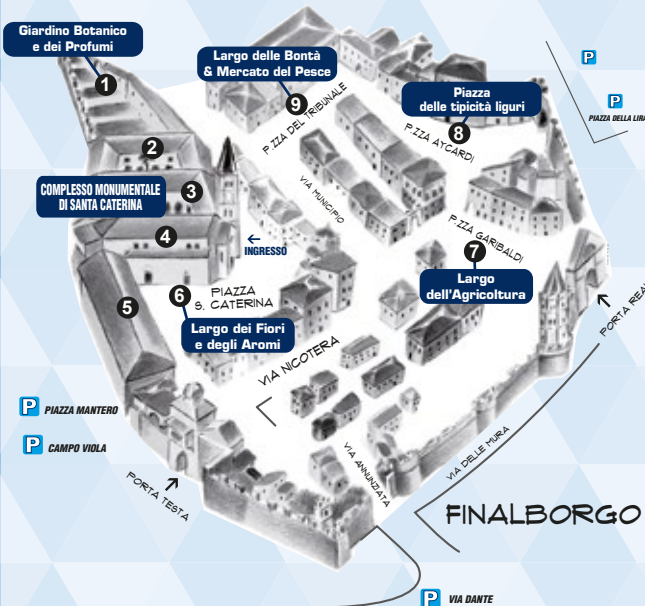 Giardino Botanico
e dei Profumi
1
Largo delle Bontà
& Mercato del Pesce
9
P.ZZA DEL TRIBUNALE
Piazza
delle tipicità liguri
8
P.ZZA AYCARDI
P
P
PIAZZA DELLA LIRA
2
3
COMPLESSO MONUMENTALE
DI SANTA CATERINA
4
VIA MUNICIPIO
← INGRESSO
P.ZZA GARIBALDI
7
Largo
dell'Agricoltura
5
6
PIAZZA
S. CATERINA
Largo dei Fiori
e degli Aromi
VIA NICOTERA
PORTA REA
P PIAZZA MANTERO
P CAMPO VIOLA
PORTA TESTA
VIA ANNUNZIATA
VIA DELLE MURA
FINALBORGO
P VIA DANTE